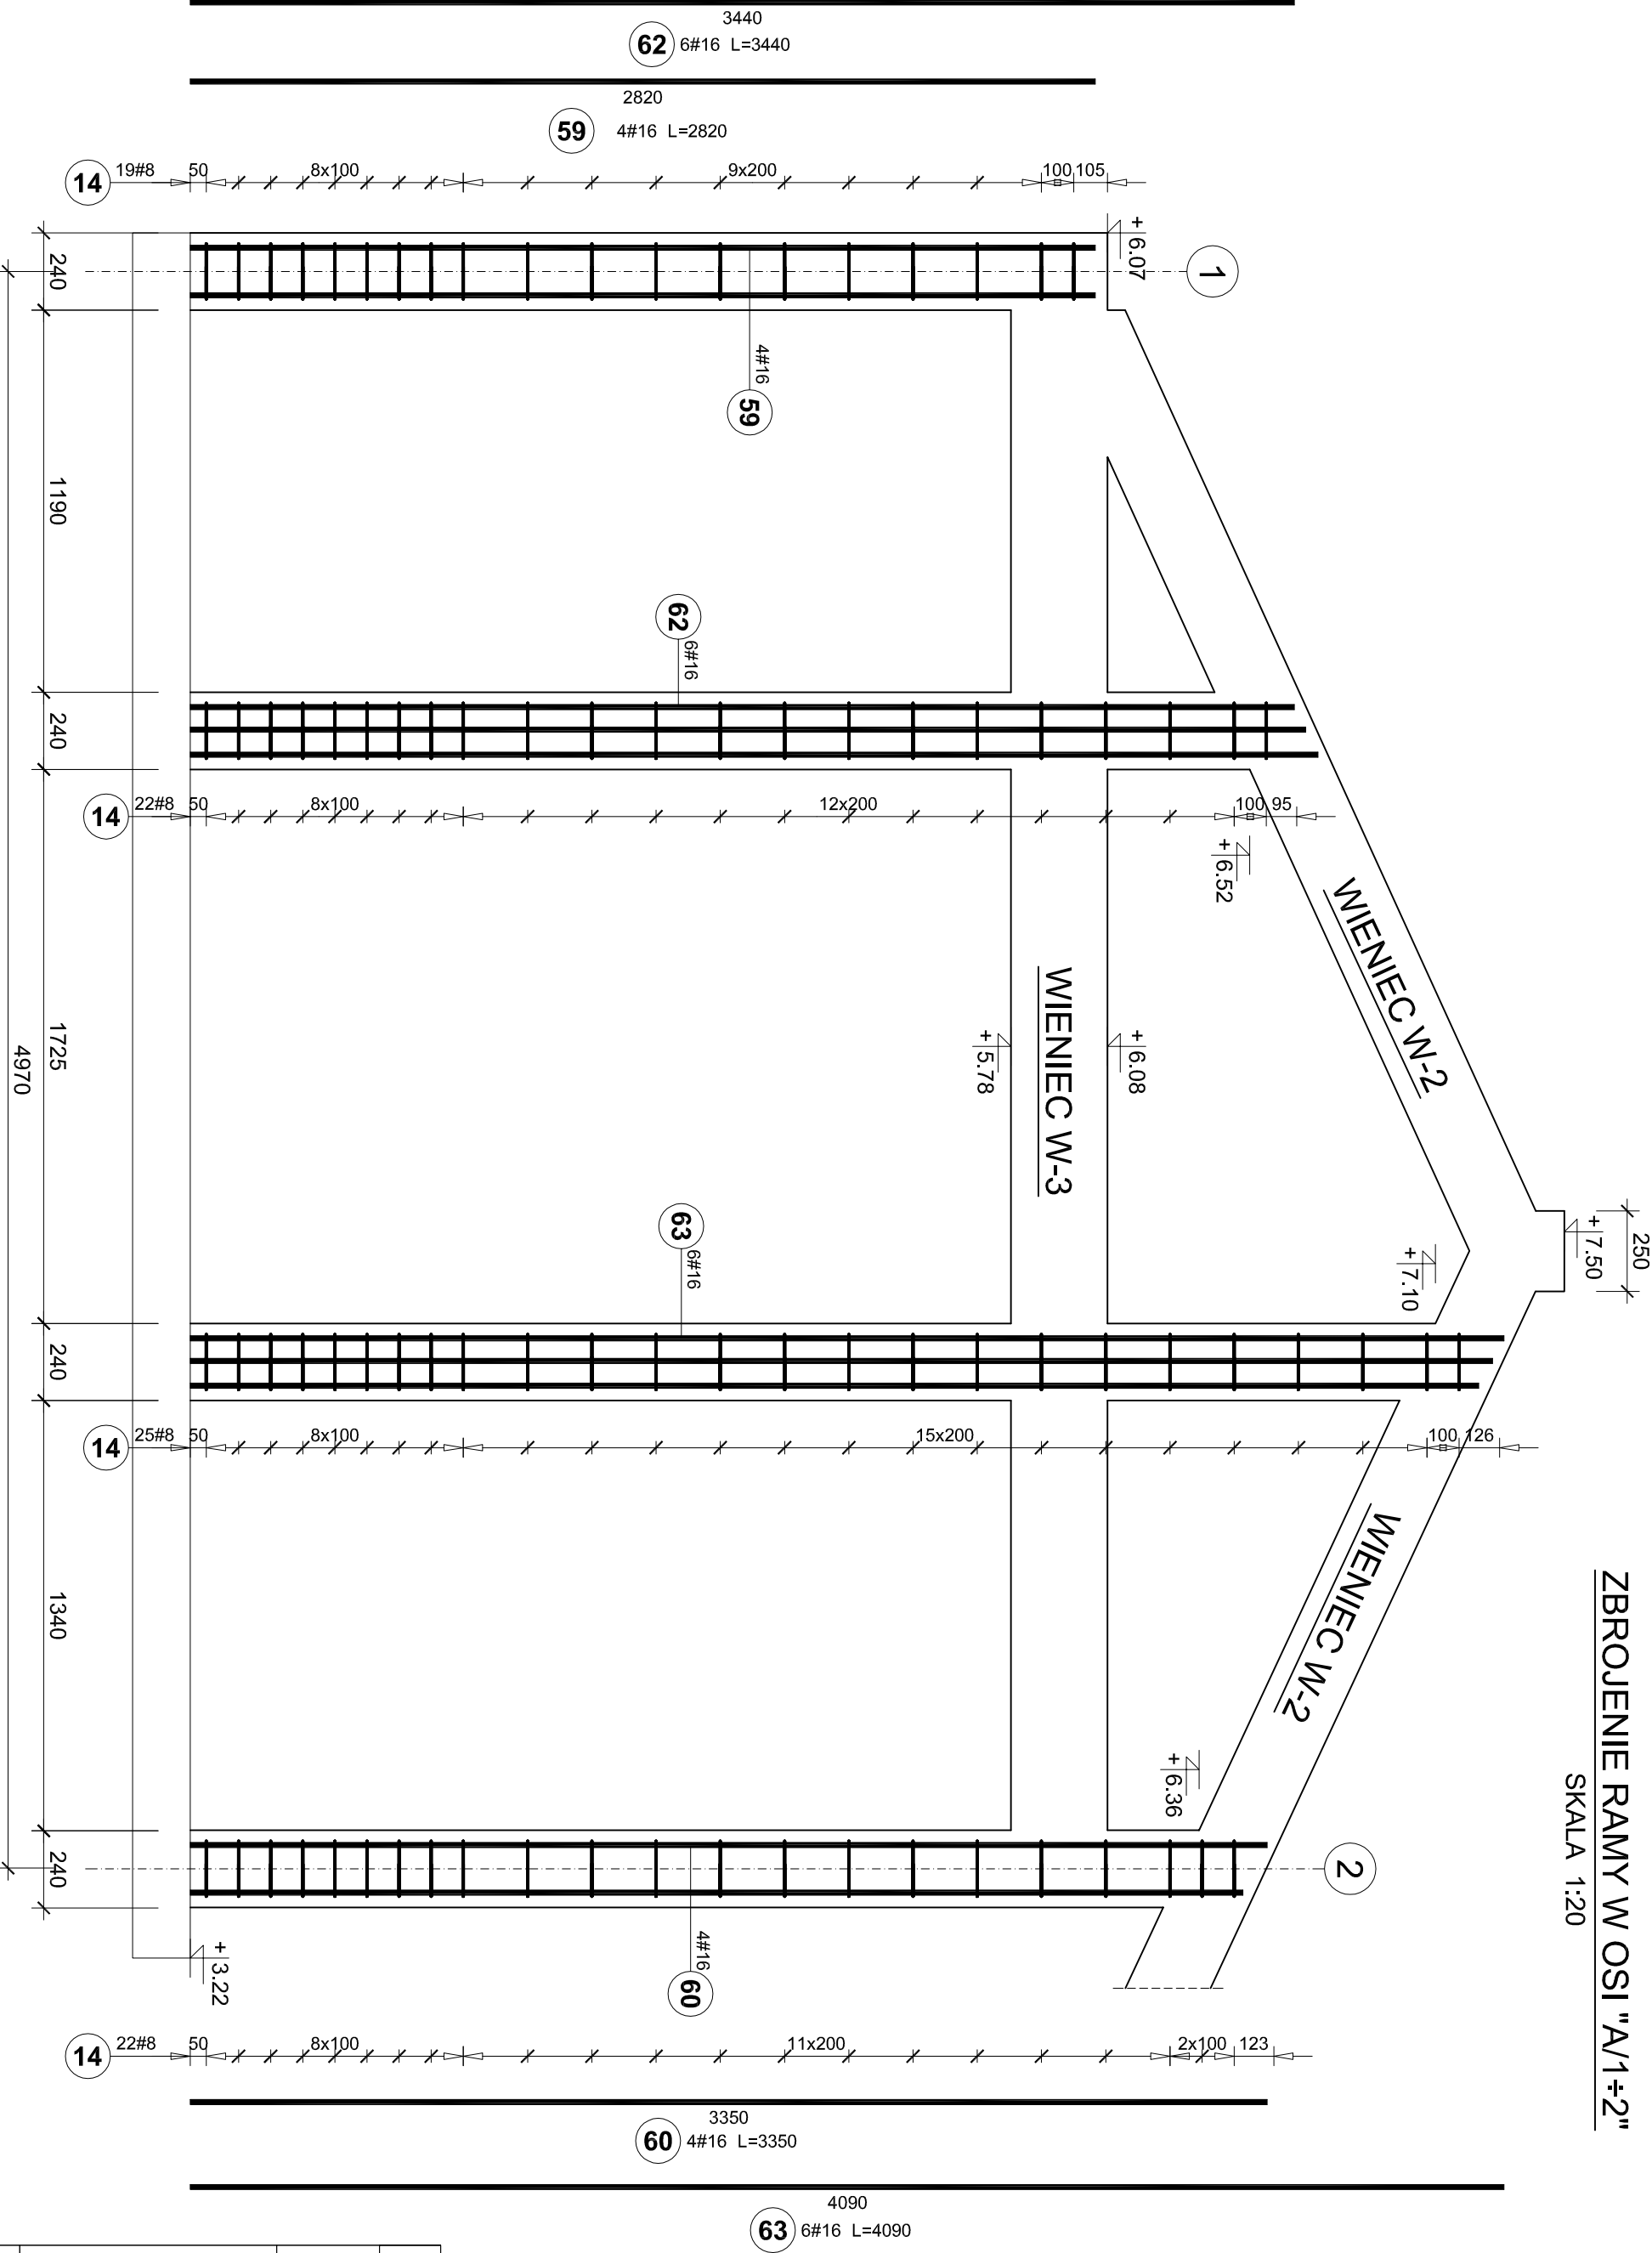 3440
62 6#16 L=3440
2820
59 4#16 L=2820
14 19#8 50 8x100 9x200 100 105
+6.07
1
240
4#16
59
1190
62
6#16
240
14 22#8 50 8x100 12x200 100 95
+6.52
WIENIEC W-2
WIENIEC W-3
+5.78
+6.08
1725
4970
250
+7.50
+7.10
63
6#16
240
14 25#8 50 8x100 15x200 100 126
WIENIEC W-2
ZBROJENIE RAMY W OSI "A/1÷2"
SKALA 1:20
1340
+6.36
240
2
4#16
60
+3.22
14 22#8 50 8x100 11x200 2x100 123
3350
60 4#16 L=3350
4090
63 6#16 L=4090